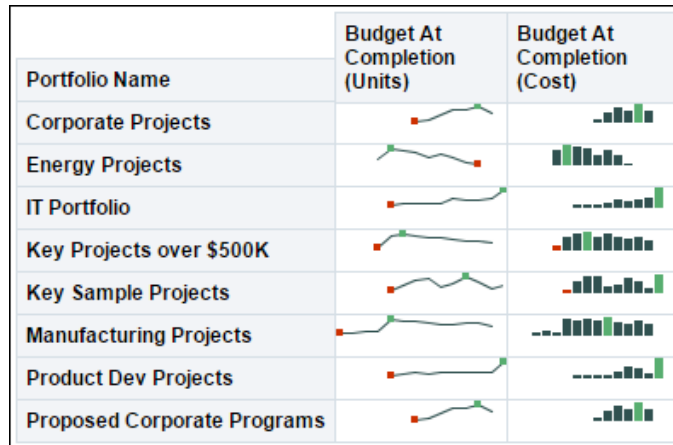 Portfolio Name
Budget At
Completion
(Units)
Budget At
Completion
(Cost)
Corporate Projects
Energy Projects
IT Portfolio
Key Projects over $500K
Key Sample Projects
Manufacturing Projects
Product Dev Projects
Proposed Corporate Programs